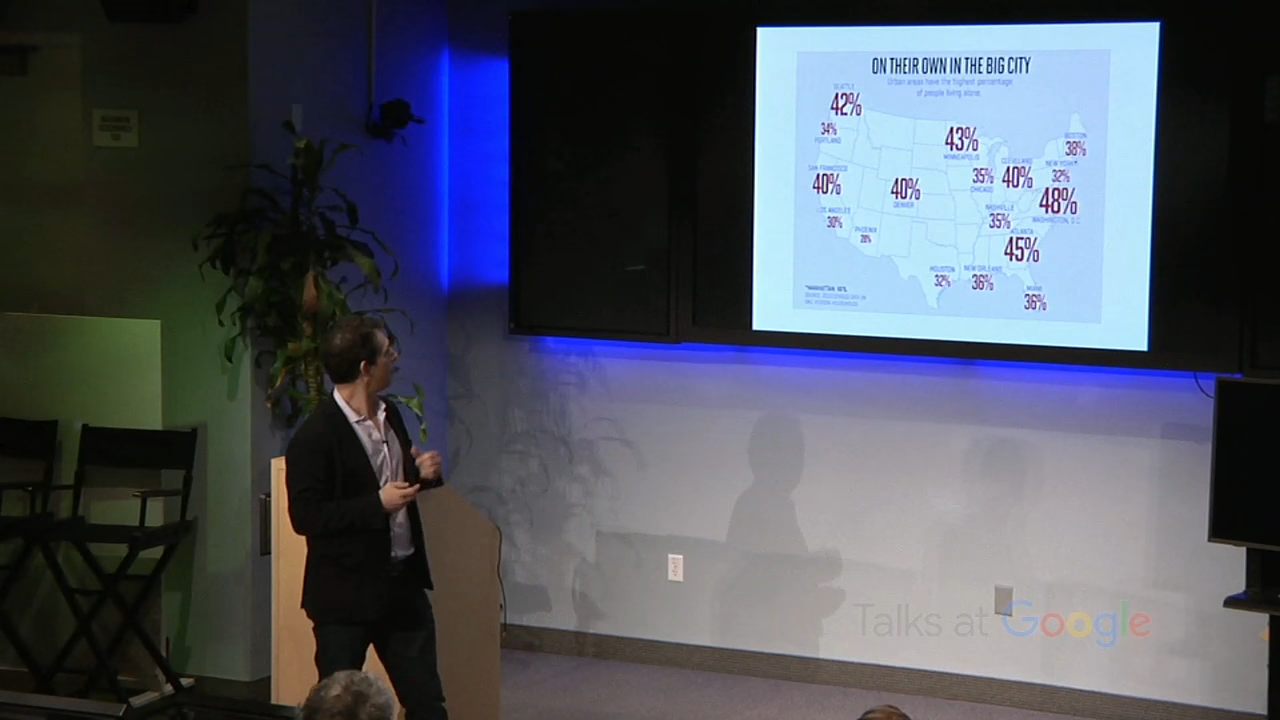 ON THEIR OWN IN THE BIG CITY
Urban areas have the highest percentage
of people living alone.
SEATTLE
42%
34%
PORTLAND
43%
MINNEAPOLIS
BOSTON
38%
SAN FRANCISCO
40%
40%
DENVER
35%
CHICAGO
CLEVELAND
40%
NEW YORK*
32%
48%
WASHINGTON, D.C.
LOS ANGELES
30%
PHOENIX
28%
NASHVILLE
35%
ATLANTA
45%
HOUSTON
32%
NEW ORLEANS
36%
MIAMI
36%
Talks at Google